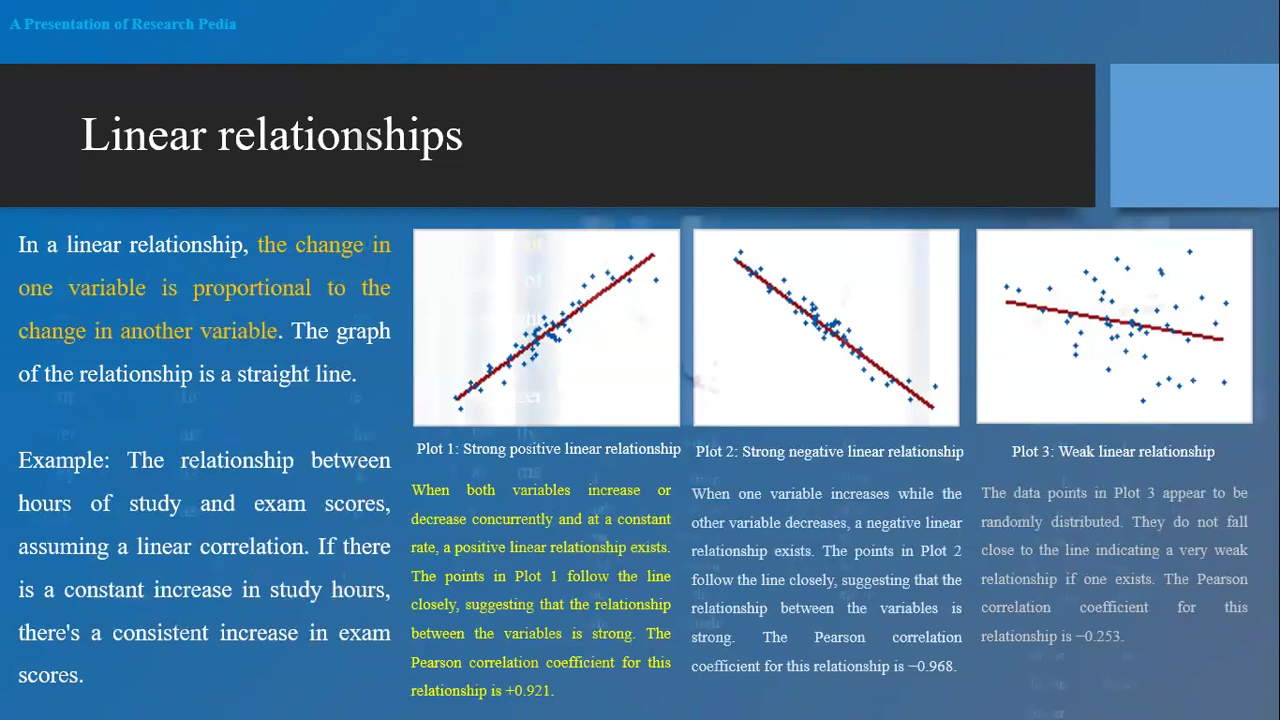 A Presentation of Research Pedia
Linear relationships
In a linear relationship, the change in
one variable is proportional to the
change in another variable. The graph
of the relationship is a straight line.
Example: The relationship between
hours of study and exam scores,
assuming a linear correlation. If there
is a constant increase in study hours,
there's a consistent increase in exam
scores.
Plot 1: Strong positive linear relationship
When both variables increase or
decrease concurrently and at a constant
rate, a positive linear relationship exists.
The points in Plot 1 follow the line
closely, suggesting that the relationship
between the variables is strong. The
Pearson correlation coefficient for this
relationship is +0.921.
Plot 2: Strong negative linear relationship
When one variable increases while the
other variable decreases, a negative linear
relationship exists. The points in Plot 2
follow the line closely, suggesting that the
relationship between the variables is
strong. The Pearson correlation
coefficient for this relationship is −0.968.
Plot 3: Weak linear relationship
The data points in Plot 3 appear to be
randomly distributed. They do not fall
close to the line indicating a very weak
relationship if one exists. The Pearson
correlation coefficient for this
relationship is −0.253.